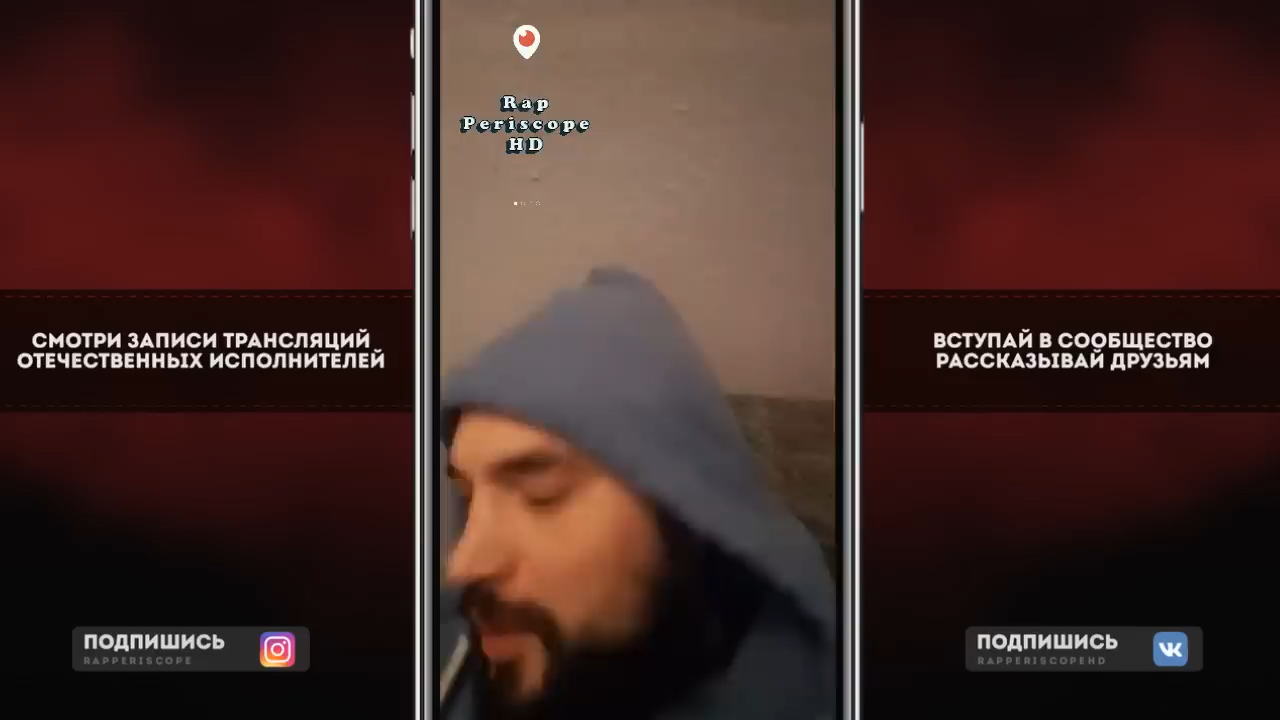 Rap
Periscope
HD
СМОТРИ ЗАПИСИ ТРАНСЛЯЦИЙ
ОТЕЧЕСТВЕННЫХ ИСПОЛНИТЕЛЕЙ
ВСТУПАЙ В СООБЩЕСТВО
РАССКАЗЫВАЙ ДРУЗЬЯМ
ПОДПИШИСЬ
RAPPERISCOPE
ПОДПИШИСЬ
RAPPERISCOPEHD